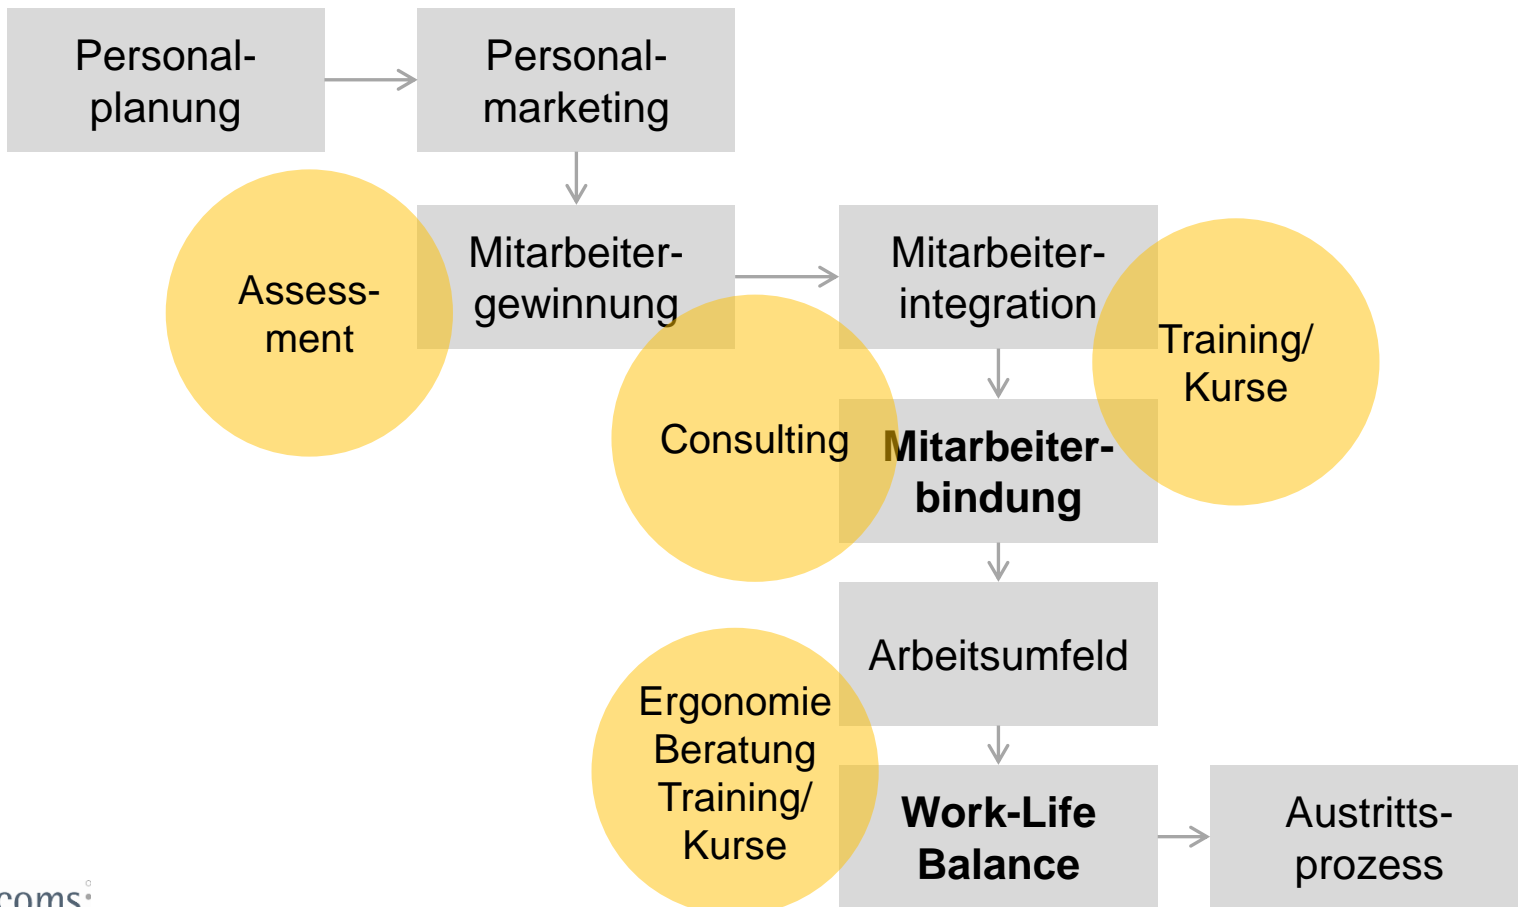 Personal-
planung
Personal-
marketing
Mitarbeiter-
gewinnung
Mitarbeiter-
integration
Assess-
ment
Training/
Kurse
Consulting
Mitarbeiter-
bindung
Arbeitsumfeld
Ergonomie
Beratung
Training/
Kurse
Work-Life
Balance
Austritts-
prozess
coms: